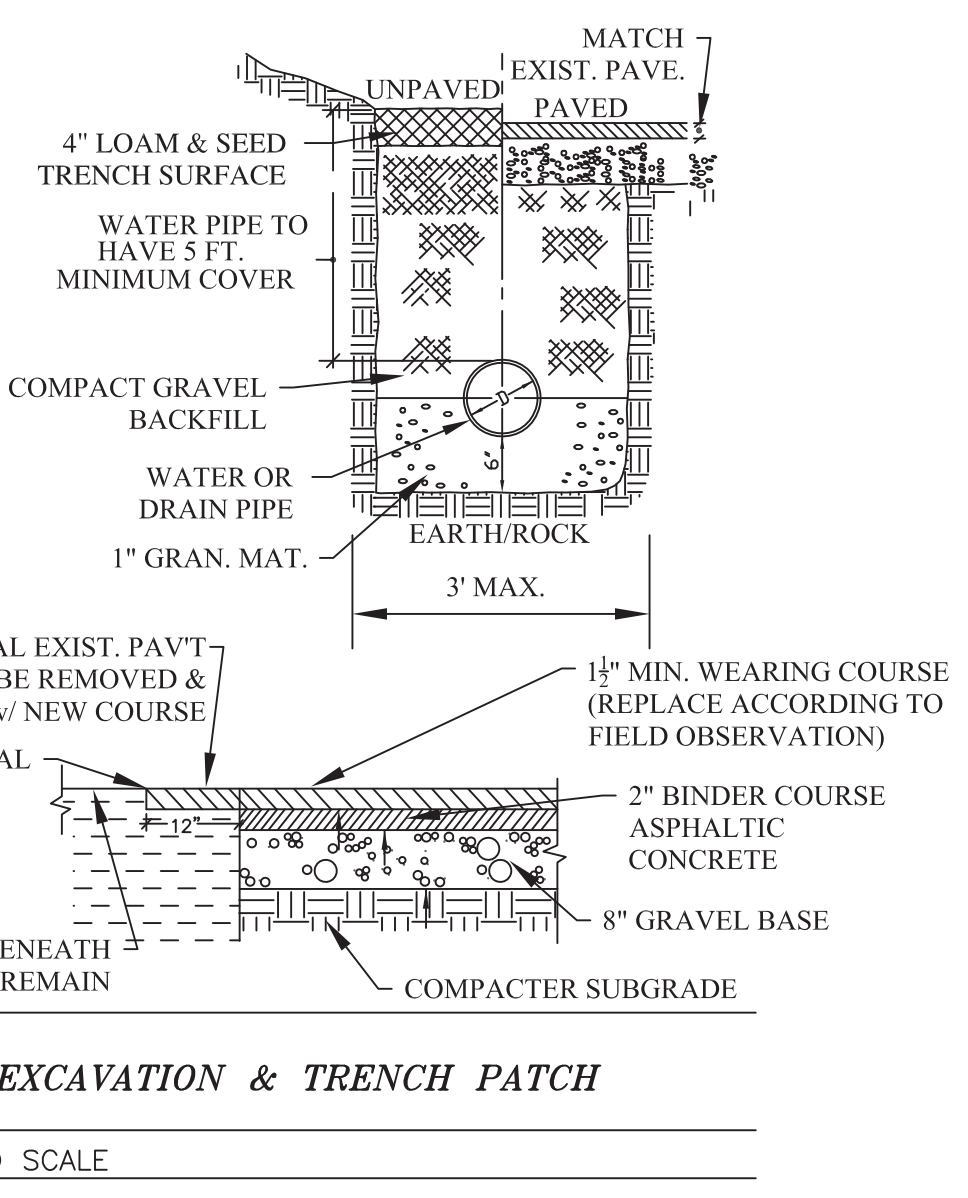 MATCH
EXIST. PAVE.
UNPAVED
PAVED
4" LOAM & SEED
TRENCH SURFACE
WATER PIPE TO
HAVE 5 FT.
MINIMUM COVER
COMPACT GRAVEL
BACKFILL
D
6"
WATER OR
DRAIN PIPE
EARTH/ROCK
1" GRAN. MAT.
3' MAX.
AL EXIST. PAV'T
BE REMOVED &
w/ NEW COURSE
AL
1½" MIN. WEARING COURSE
(REPLACE ACCORDING TO
FIELD OBSERVATION)
12"
2" BINDER COURSE
ASPHALTIC
CONCRETE
8" GRAVEL BASE
ENEATH
REMAIN
COMPACTER SUBGRADE
EXCAVATION & TRENCH PATCH
SCALE